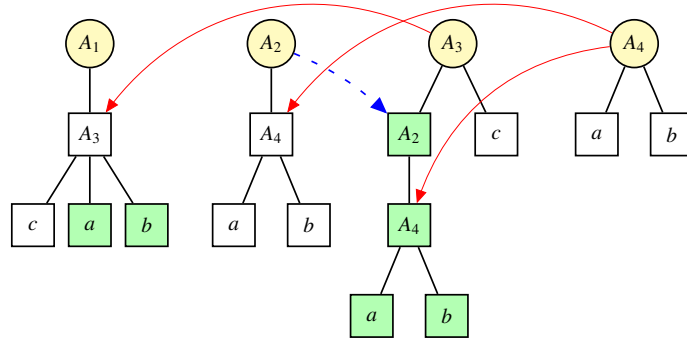 A₁ A₂ A₃ A₄
A₃ A₄ A₂ c a b
c a b a b A₄
a b